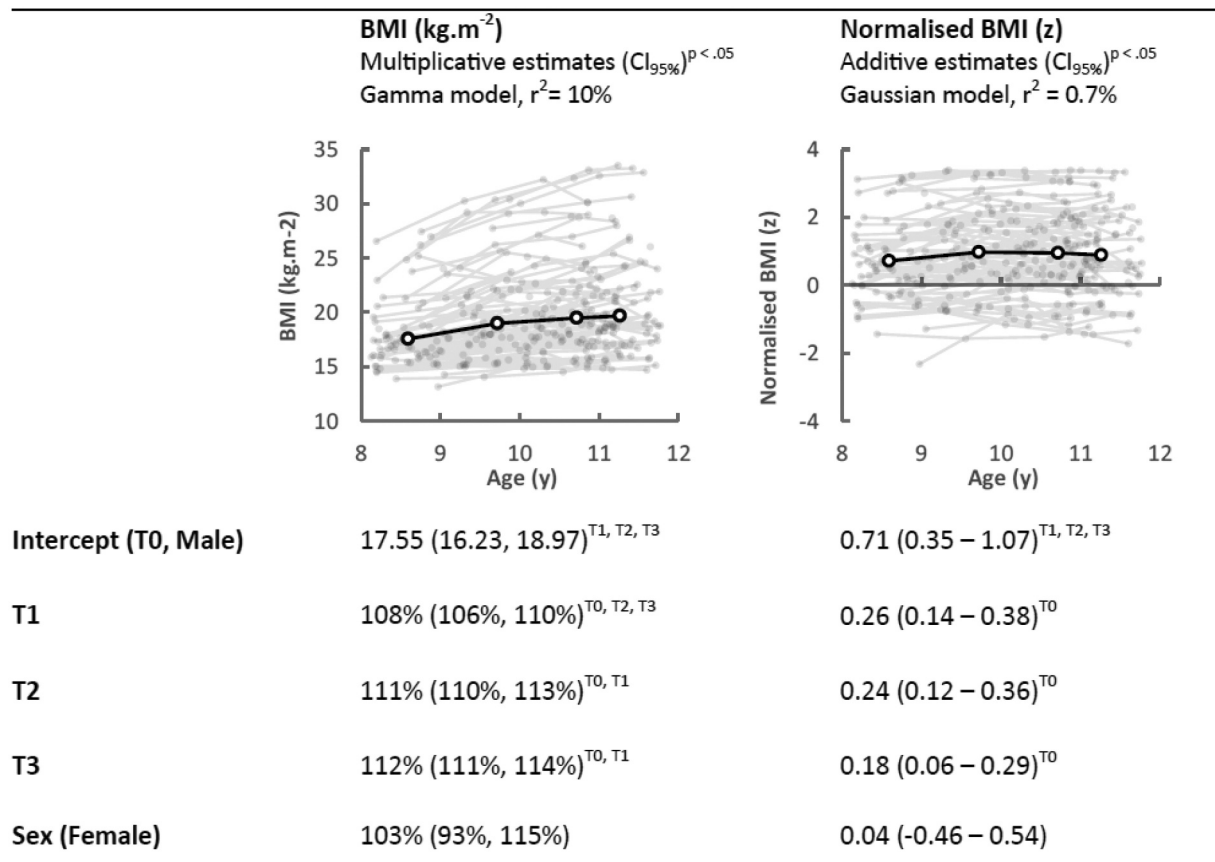 BMI (kg.m⁻²)
Multiplicative estimates (CI₉₅%)ᵖ ˂ ·⁰⁵
Gamma model, r²= 10%
Normalised BMI (z)
Additive estimates (CI₉₅%)ᵖ ˂ ·⁰⁵
Gaussian model, r² = 0.7%
BMI (kg.m-2)
35
30
25
20
15
10
8 9 10 11 12
Age (y)
Normalised BMI (z)
4
2
0
-2
-4
8 9 10 11 12
Age (y)
Intercept (T0, Male) 17.55 (16.23, 18.97)T1, T2, T3 0.71 (0.35 – 1.07)T1, T2, T3
T1 108% (106%, 110%)T0, T2, T3 0.26 (0.14 – 0.38)T0
T2 111% (110%, 113%)T0, T1 0.24 (0.12 – 0.36)T0
T3 112% (111%, 114%)T0, T1 0.18 (0.06 – 0.29)T0
Sex (Female) 103% (93%, 115%) 0.04 (-0.46 – 0.54)